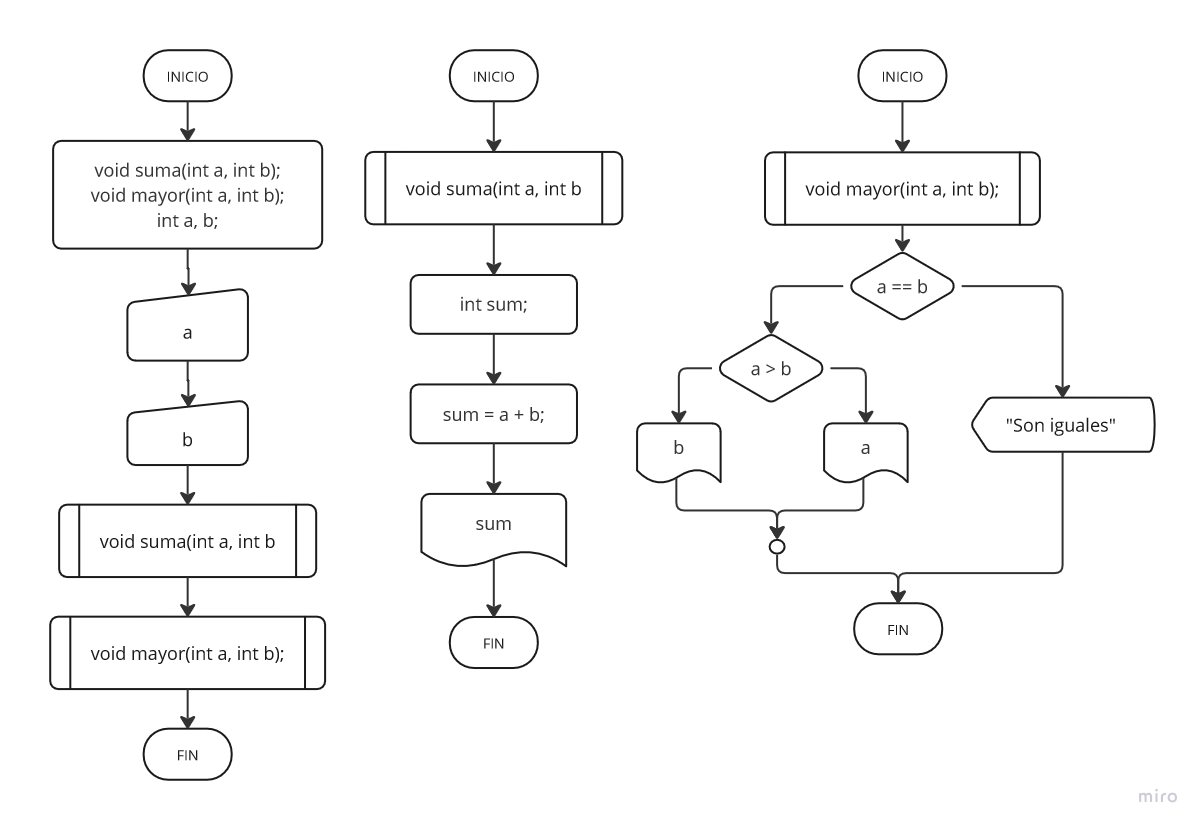 INICIO
void suma(int a, int b);
void mayor(int a, int b);
int a, b;
a
b
void suma(int a, int b
void mayor(int a, int b);
FIN
INICIO
void suma(int a, int b
int sum;
sum = a + b;
sum
FIN
INICIO
void mayor(int a, int b);
a == b
a > b
b
a
"Son iguales"
FIN
miro